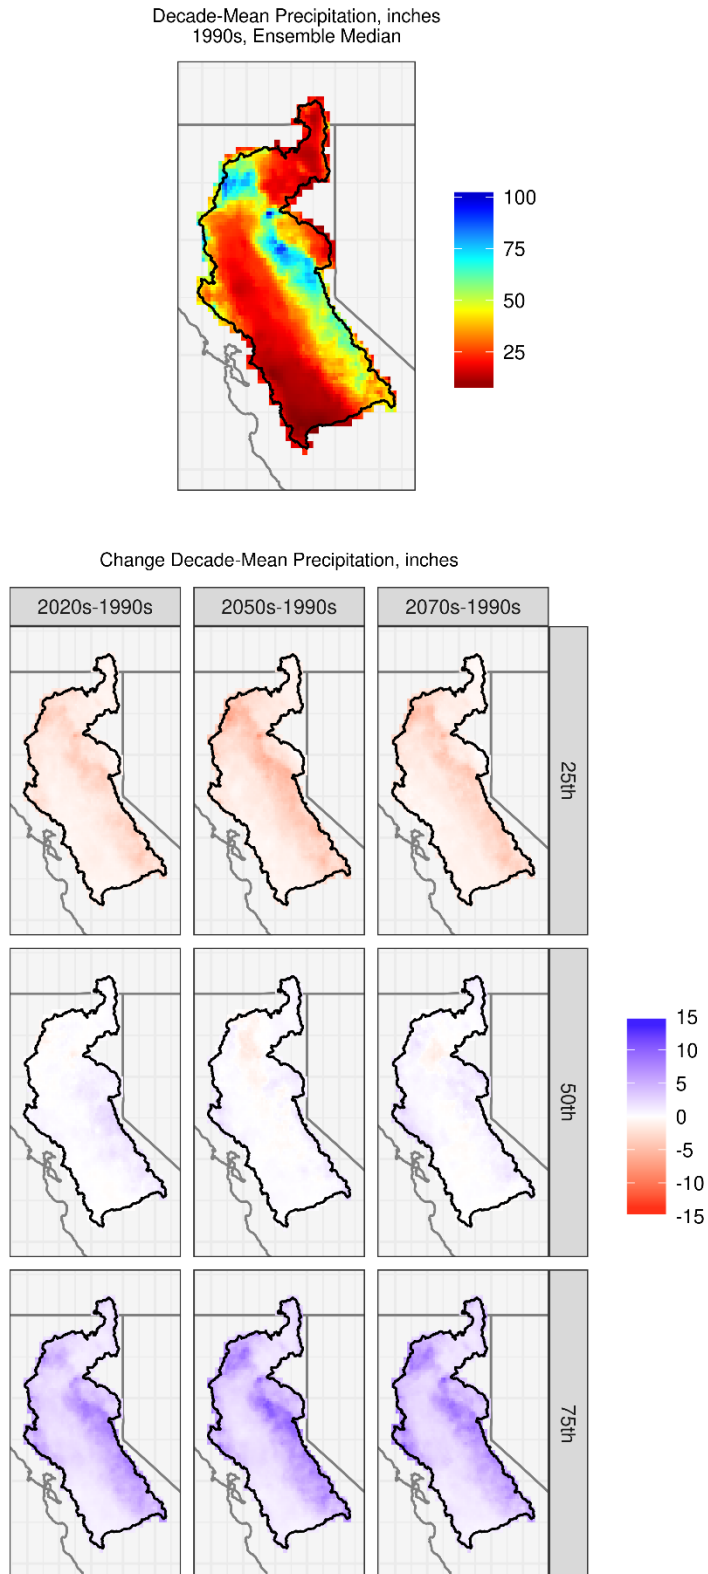 Decade-Mean Precipitation, inches
1990s, Ensemble Median
100
75
50
25
Change Decade-Mean Precipitation, inches
2020s-1990s
2050s-1990s
2070s-1990s
25th
50th
75th
15
10
5
0
-5
-10
-15